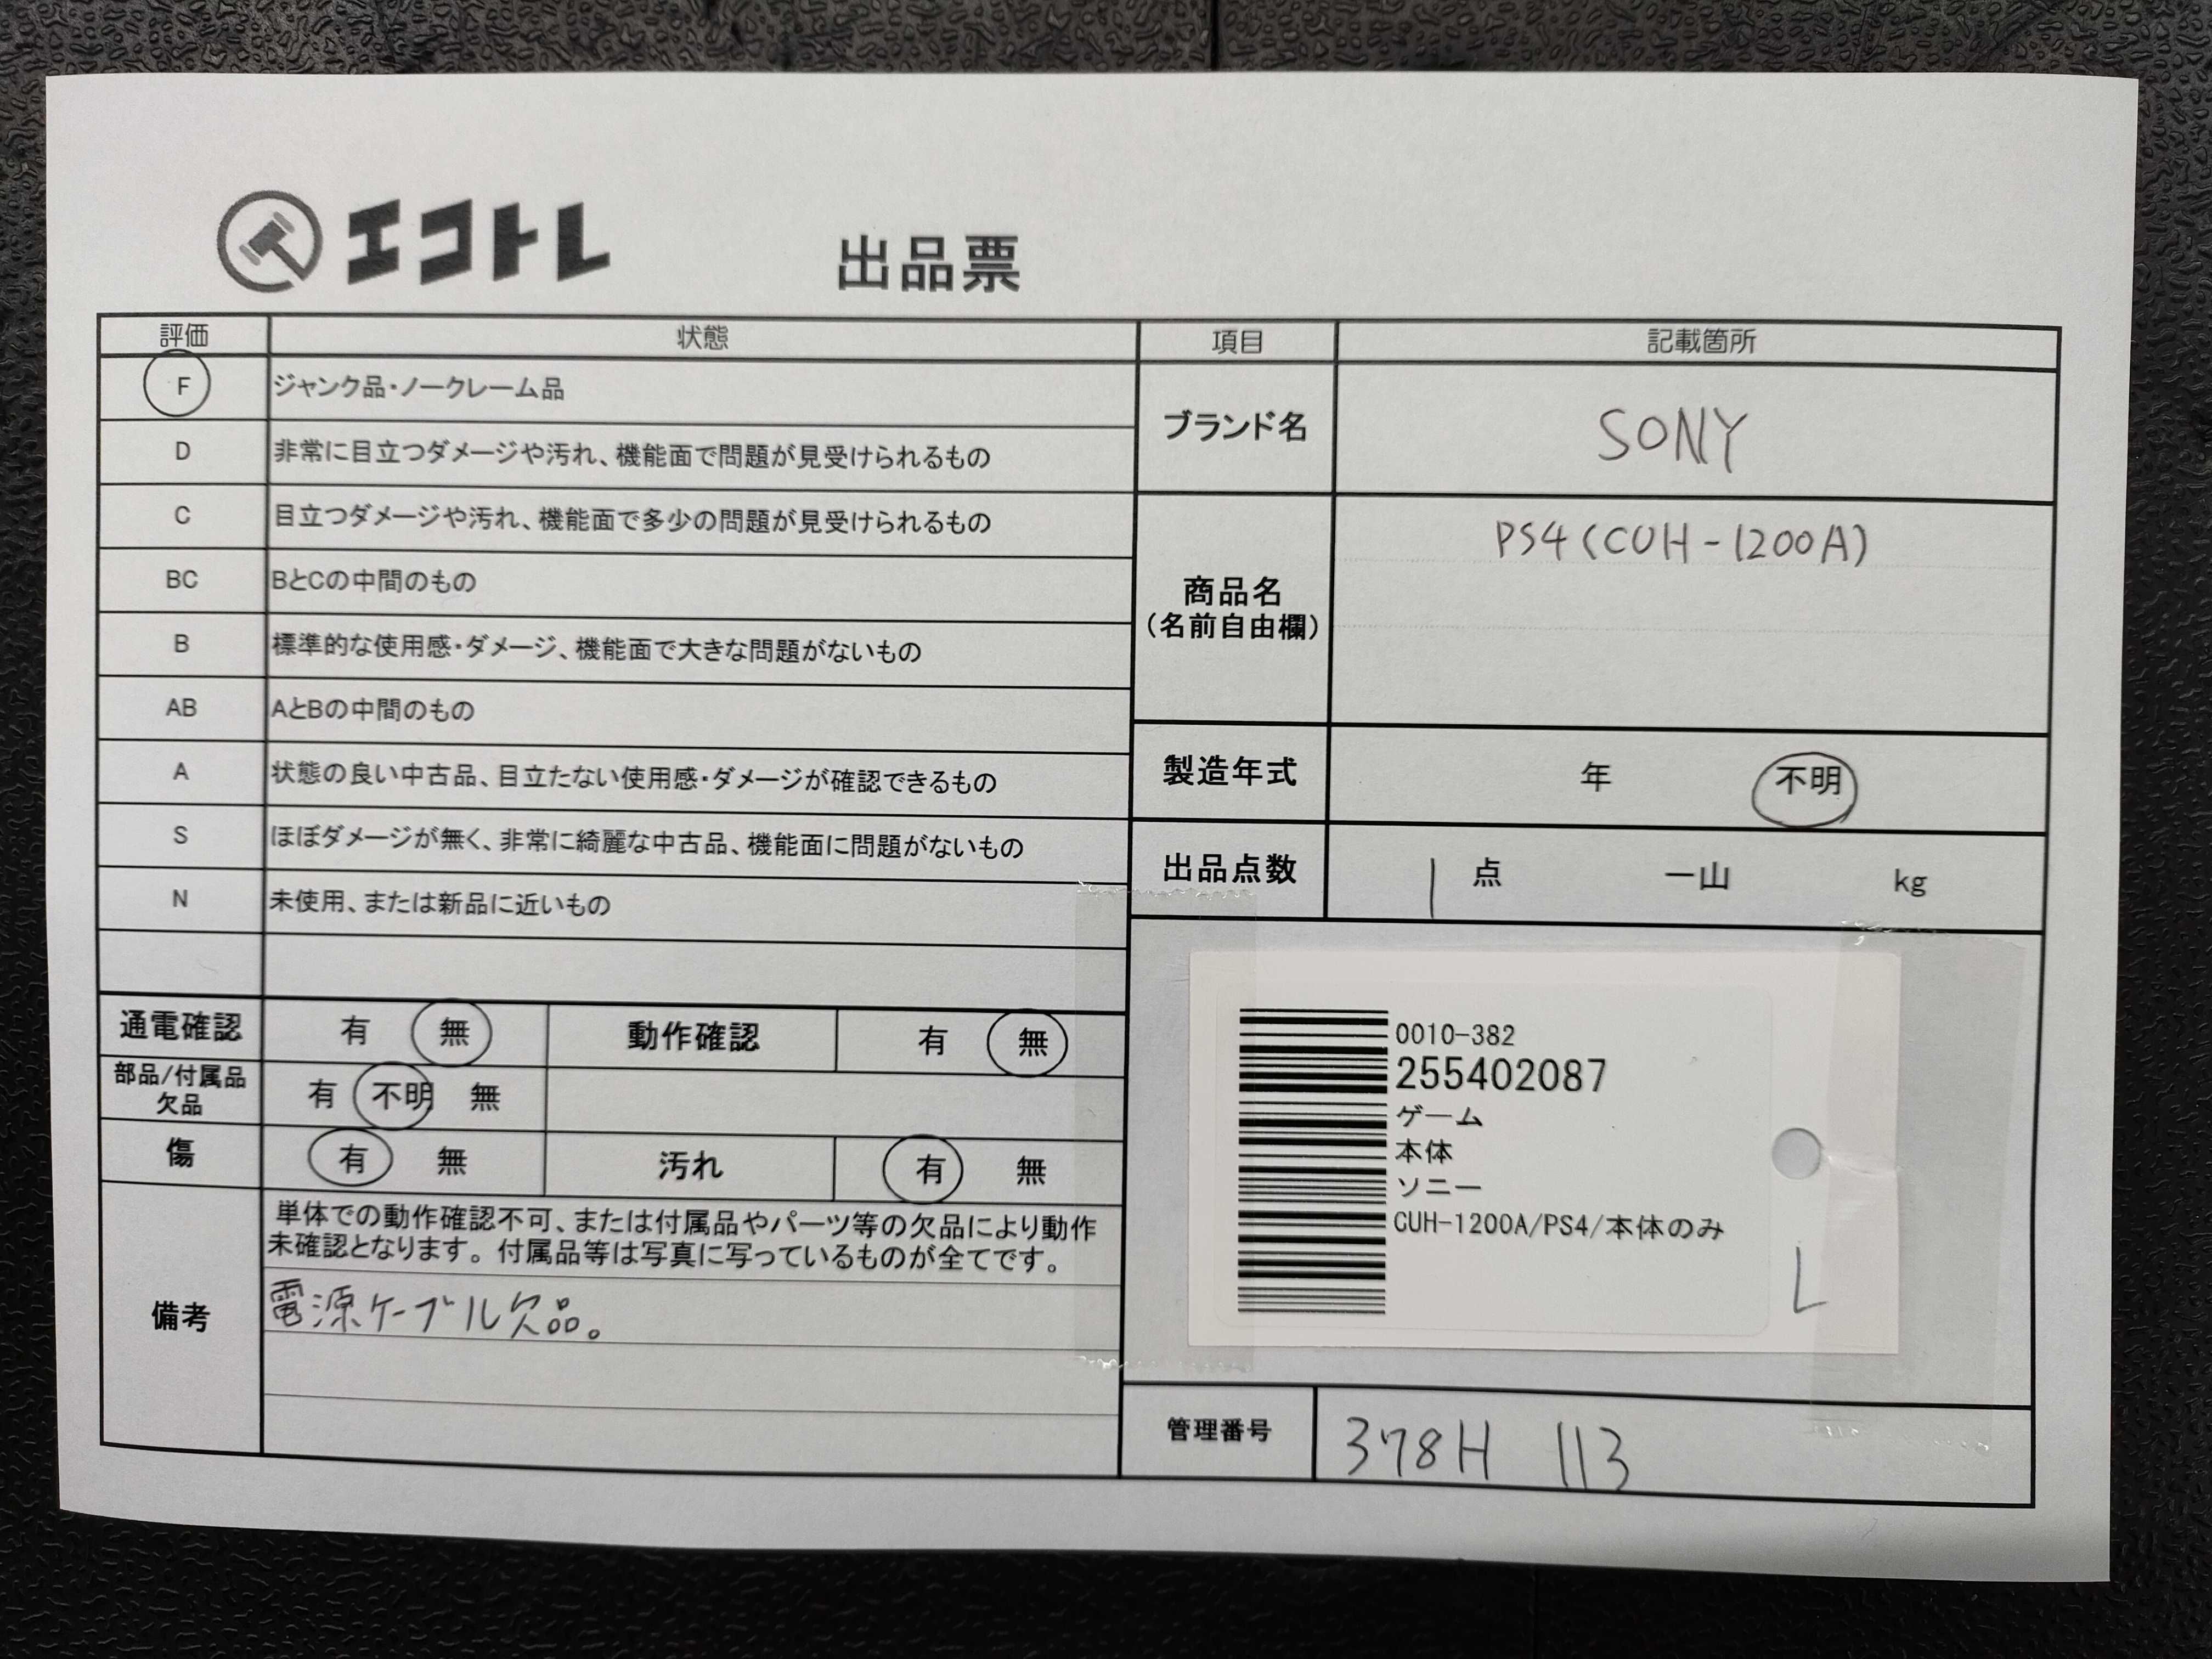 エコトレ
出品票
評価 状態
F ジャンク品・ノークレーム品
D 非常に目立つダメージや汚れ、機能面で問題が見受けられるもの
C 目立つダメージや汚れ、機能面で多少の問題が見受けられるもの
BC BとCの中間のもの
B 標準的な使用感・ダメージ、機能面で大きな問題がないもの
AB AとBの中間のもの
A 状態の良い中古品、目立たない使用感・ダメージが確認できるもの
S ほぼダメージが無く、非常に綺麗な中古品、機能面に問題がないもの
N 未使用、または新品に近いもの
通電確認 有 無 動作確認 有 無
部品/付属品
欠品 有 不明 無
傷 有 無 汚れ 有 無
備考
単体での動作確認不可、または付属品やパーツ等の欠品により動作
未確認となります。付属品等は写真に写っているものが全てです。
電源ケーブル欠品。
項目 記載箇所
ブランド名 SONY
商品名
(名前自由欄)
PS4(CUH-1200A)
製造年式 年 不明
出品点数 1 点 一山 kg
0010-382
255402087
ゲーム
本体
ソニー
CUH-1200A/PS4/本体のみ
L
管理番号 378H 113